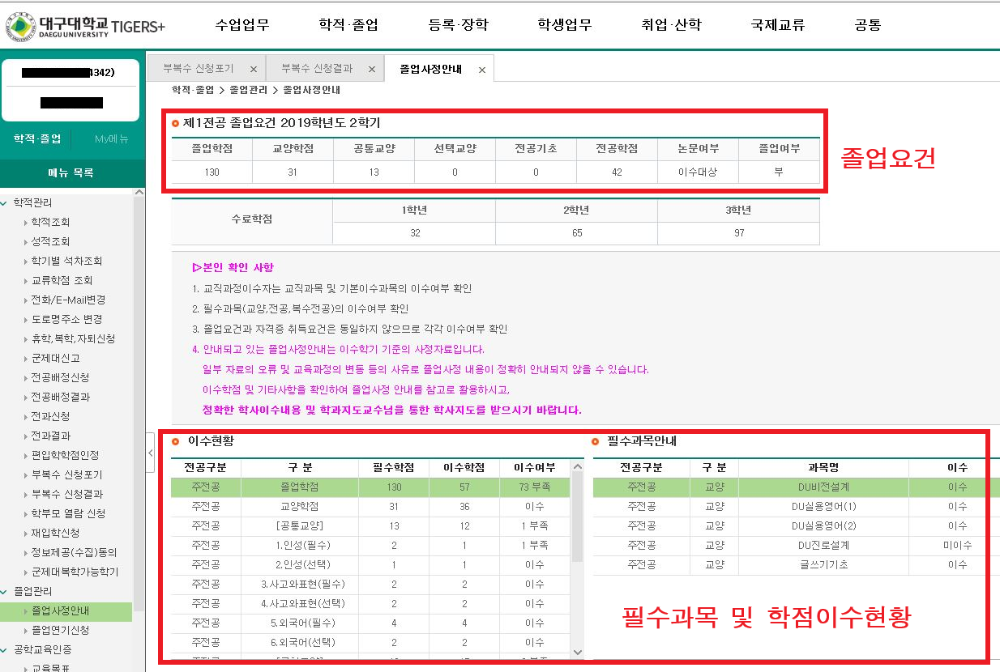 대구대학교 TIGERS+
DAEGU UNIVERSITY
수업업무 학적·졸업 등록·장학 학생업무 취업·산학 국제교류 공통
4342)
학적·졸업 My메뉴
메뉴 목록
학적관리
학적조회
성적조회
학기별 석차조회
교류학점 조회
전화/E-Mail변경
도로명주소 변경
휴학,복학,자퇴신청
군제대신고
전공배정신청
전공배정결과
전과신청
전과결과
편입학학점인정
부복수 신청포기
부복수 신청결과
학부모 열람 신청
재입학신청
정보제공(수집)동의
군제대복학가능학기
졸업관리
졸업사정안내
졸업연기신청
공학교육인증
교육목표
부복수 신청포기 × 부복수 신청결과 × 졸업사정안내 ×
학적·졸업 > 졸업관리 > 졸업사정안내
제1전공 졸업요건 2019학년도 2학기
졸업학점 교양학점 공통교양 선택교양 전공기초 전공학점 논문여부 졸업여부
130 31 13 0 0 42 이수대상 부
졸업요건
수료학점 1학년 2학년 3학년
32 65 97
▷본인 확인 사항
1. 교직과정이수자는 교직과목 및 기본이수과목의 이수여부 확인
2. 필수과목(교양,전공,복수전공)의 이수여부 확인
3. 졸업요건과 자격증 취득요건은 동일하지 않으므로 각각 이수여부 확인
4. 안내되고 있는 졸업사정안내는 이수학기 기준의 사정자료입니다.
일부 자료의 오류 및 교육과정의 변동 등의 사유로 졸업사정 내용이 정확히 안내되지 않을 수 있습니다.
이수학점 및 기타사항을 확인하여 졸업사정 안내를 참고로 활용하시고,
정확한 학사이수내용 및 학과지도교수님을 통한 학사지도를 받으시기 바랍니다.
이수현황
전공구분 구 분 필수학점 이수학점 이수여부
주전공 졸업학점 130 57 73 부족
주전공 교양학점 31 36 이수
주전공 [공통교양] 13 12 1 부족
주전공 1.인성(필수) 2 1 1 부족
주전공 2.인성(선택) 1 1 이수
주전공 3.사고와표현(필수) 2 2 이수
주전공 4.사고와표현(선택) 2 2 이수
주전공 5.외국어(필수) 4 4 이수
주전공 6.외국어(선택) 2 2 이수
필수과목안내
전공구분 구 분 과목명 이수
주전공 교양 DU비전설계 이수
주전공 교양 DU실용영어(1) 이수
주전공 교양 DU실용영어(2) 이수
주전공 교양 DU진로설계 미이수
주전공 교양 글쓰기기초 이수
필수과목 및 학점이수현황